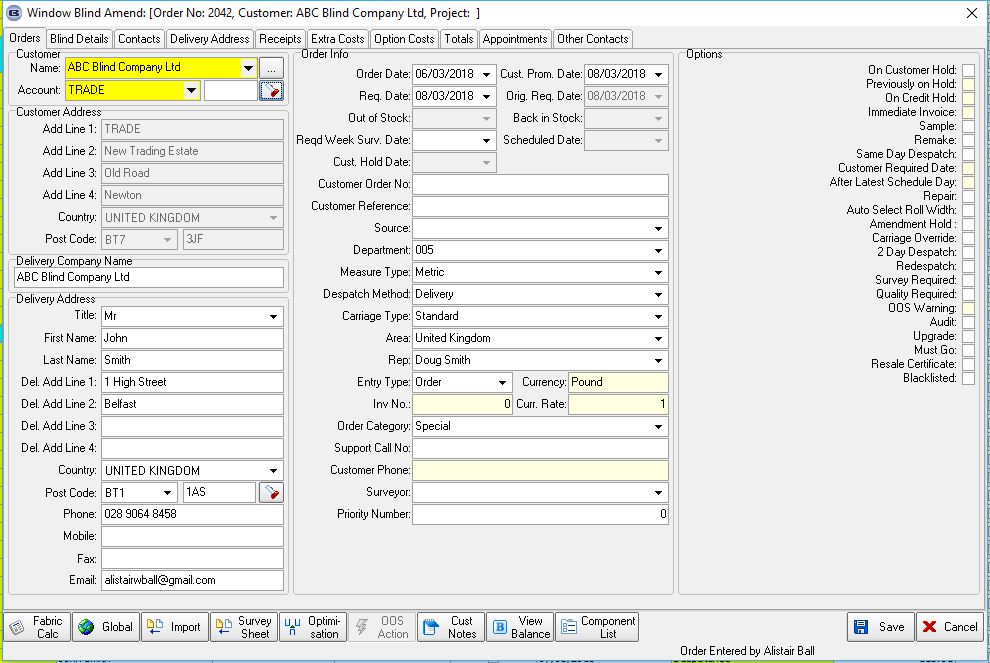 Window Blind Amend: [Order No: 2042, Customer: ABC Blind Company Ltd, Project:  ]
Orders Blind Details Contacts Delivery Address Receipts Extra Costs Option Costs Totals Appointments Other Contacts
Customer
Name: ABC Blind Company Ltd ...
Account: TRADE
Customer Address
Add Line 1: TRADE
Add Line 2: New Trading Estate
Add Line 3: Old Road
Add Line 4: Newton
Country: UNITED KINGDOM
Post Code: BT7 3JF
Delivery Company Name
ABC Blind Company Ltd
Delivery Address
Title: Mr
First Name: John
Last Name: Smith
Del. Add Line 1: 1 High Street
Del. Add Line 2: Belfast
Del. Add Line 3:
Del. Add Line 4:
Country: UNITED KINGDOM
Post Code: BT1 1AS
Phone: 028 9064 8458
Mobile:
Fax:
Email: alistairwball@gmail.com
Order Info
Order Date: 06/03/2018 Cust. Prom. Date: 08/03/2018
Req. Date: 08/03/2018 Orig. Req. Date: 08/03/2018
Out of Stock: Back in Stock:
Reqd Week Surv. Date: Scheduled Date:
Cust. Hold Date:
Customer Order No:
Customer Reference:
Source:
Department: 005
Measure Type: Metric
Despatch Method: Delivery
Carriage Type: Standard
Area: United Kingdom
Rep: Doug Smith
Entry Type: Order Currency: Pound
Inv No.: 0 Curr. Rate: 1
Order Category: Special
Support Call No:
Customer Phone:
Surveyor:
Priority Number: 0
Options
On Customer Hold:
Previously on Hold:
On Credit Hold:
Immediate Invoice:
Sample:
Remake:
Same Day Despatch:
Customer Required Date:
After Latest Schedule Day:
Repair:
Auto Select Roll Width:
Amendment Hold :
Carriage Override:
2 Day Despatch:
Redespatch:
Survey Required:
Quality Required:
OOS Warning:
Audit:
Upgrade:
Must Go:
Resale Certificate:
Blacklisted:
Fabric Calc
Global
Import
Survey Sheet
Optimi-sation
OOS Action
Cust Notes
View Balance
Component List
Save
Cancel
Order Entered by Alistair Ball